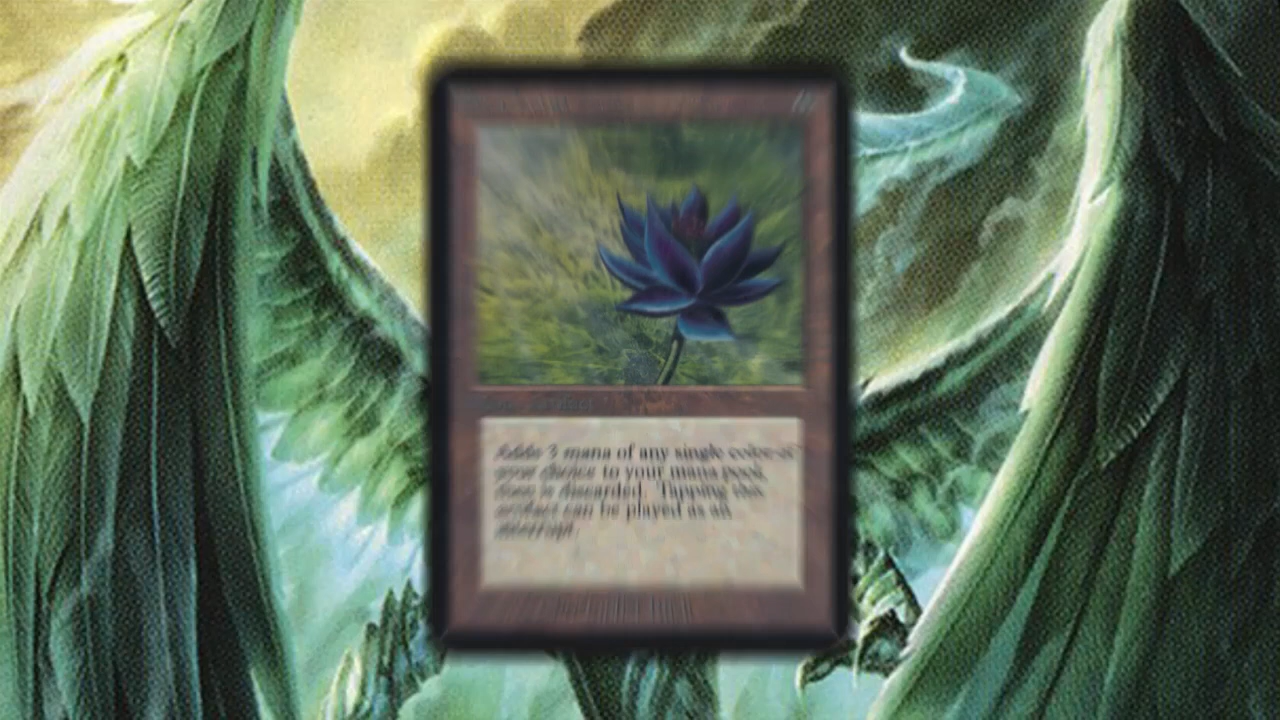 Adds 3 mana of any single color of
your choice to your mana pool,
then is discarded. Tapping this
artifact can be played as an
interrupt.